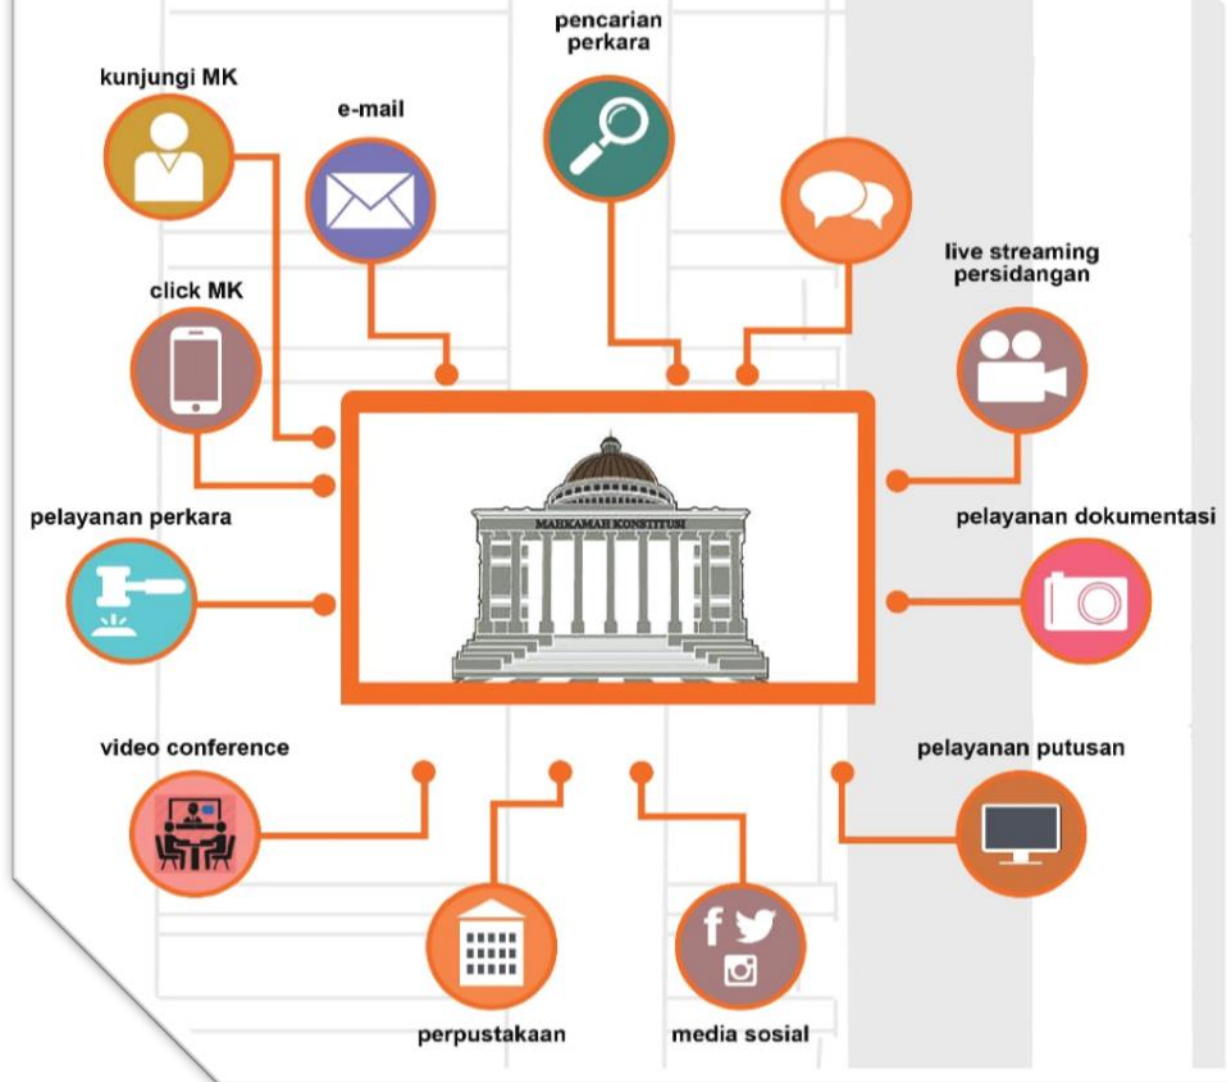 pencarian
perkara
kunjungi MK
e-mail
live streaming
persidangan
click MK
pelayanan perkara
pelayanan dokumentasi
MAHKAMAH KONSTITUSI
video conference
pelayanan putusan
perpustakaan
media sosial